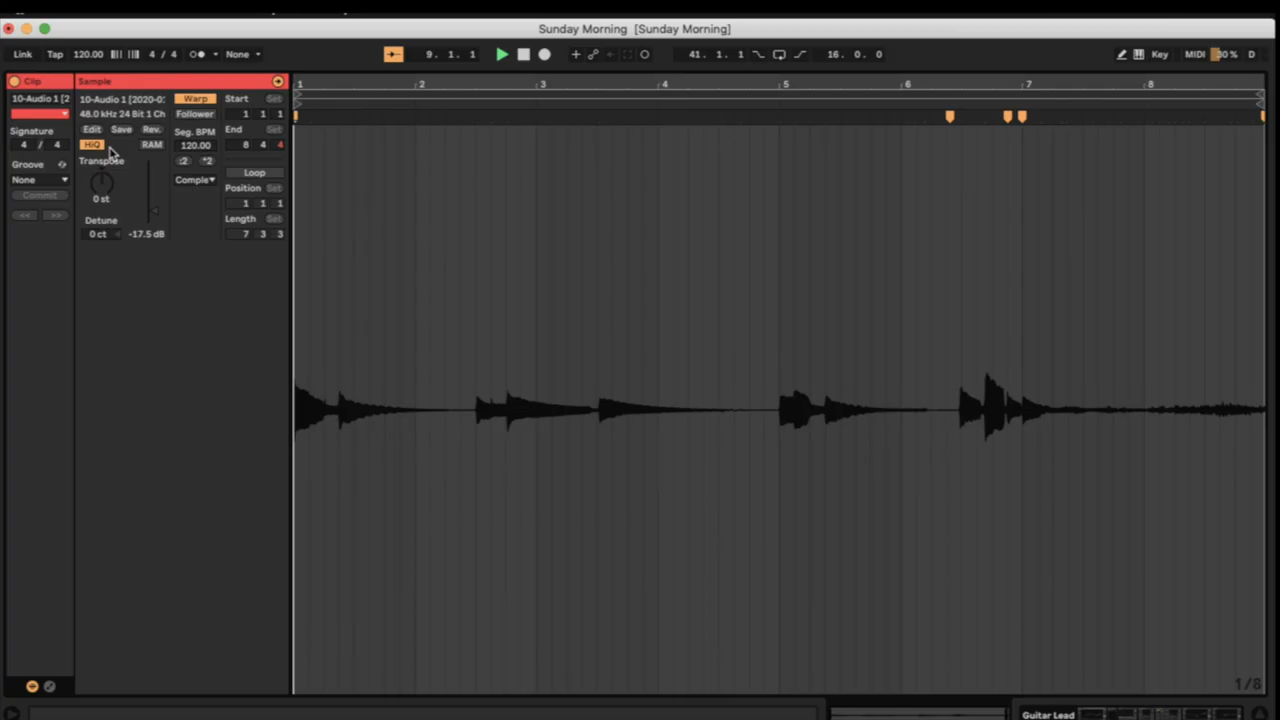 Sunday Morning [Sunday Morning]
Link Tap 120.00 4 / 4 None 9. 1. 1 41. 1. 1 16. 0. 0 Key MIDI 30 % D
Clip Sample
1 2 3 4 5 6 7 8
10-Audio 1 [2 10-Audio 1 [2020-0 Warp Start Set
48.0 kHz 24 Bit 1 Ch Follower 1 1 1
Signature Edit Save Rev. Seg. BPM End Set
4 / 4 HiQ RAM 120.00 8 4 4
Groove Transpose :2 *2
None Comple Loop
Commit 0 st Position Set
<< >> 1 1 1
Detune Length Set
0 ct -17.5 dB 7 3 3
1/8
Guitar Lead